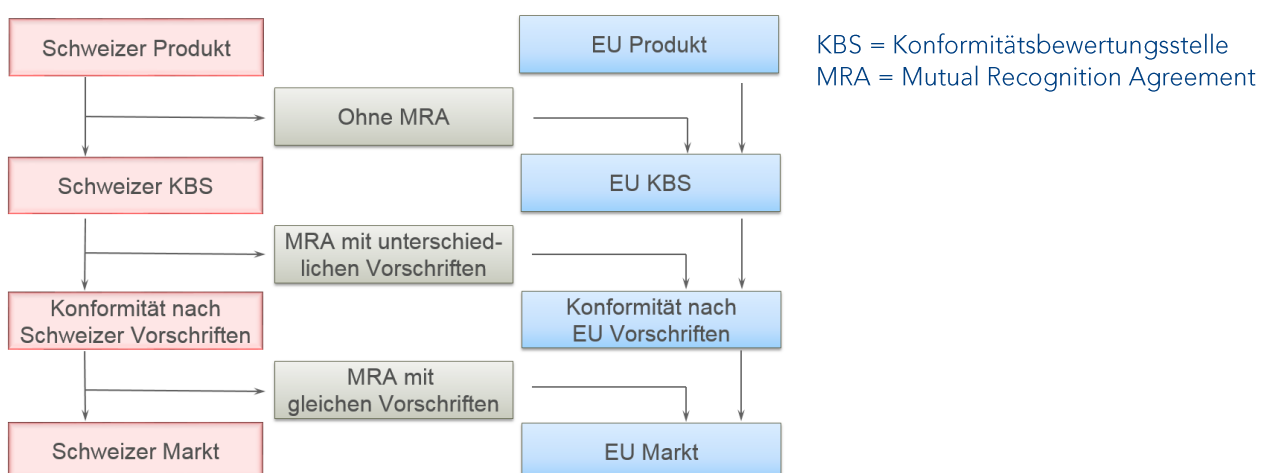 Schweizer Produkt
EU Produkt
KBS = Konformitätsbewertungsstelle
MRA = Mutual Recognition Agreement
Ohne MRA
Schweizer KBS
EU KBS
MRA mit unterschied-
lichen Vorschriften
Konformität nach
Schweizer Vorschriften
Konformität nach
EU Vorschriften
MRA mit
gleichen Vorschriften
Schweizer Markt
EU Markt